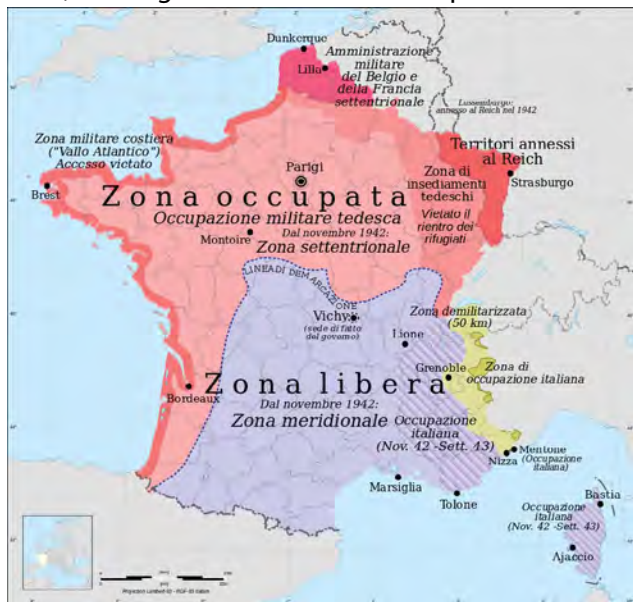 Dunkerque
Lilla
Amministrazione
militare
del Belgio e
della Francia
settentrionale
Lussemburgo:
annesso al Reich nel 1942
Zona militare costiera
("Vallo Atlantico")
Accesso vietato
Territori annessi
al Reich
Strasburgo
Zona di
insediamenti
tedeschi
Vietato il
rientro dei
rifugiati
Parigi
Brest
Zona occupata
Occupazione militare tedesca
Montoire
Dal novembre 1942:
Zona settentrionale
LINEA DI DEMARCAZIONE
Vichy
(sede di fatto
del governo)
Zona demilitarizzata
(50 km)
Lione
Grenoble
Zona di
occupazione italiana
Zona libera
Bordeaux
Dal novembre 1942:
Zona meridionale
Occupazione
italiana
(Nov. 42 -Sett. 43)
Mentone
(Occupazione
italiana)
Nizza
Marsiglia
Tolone
Bastia
Occupazione
italiana
(Nov. 42 -Sett. 43)
Ajaccio